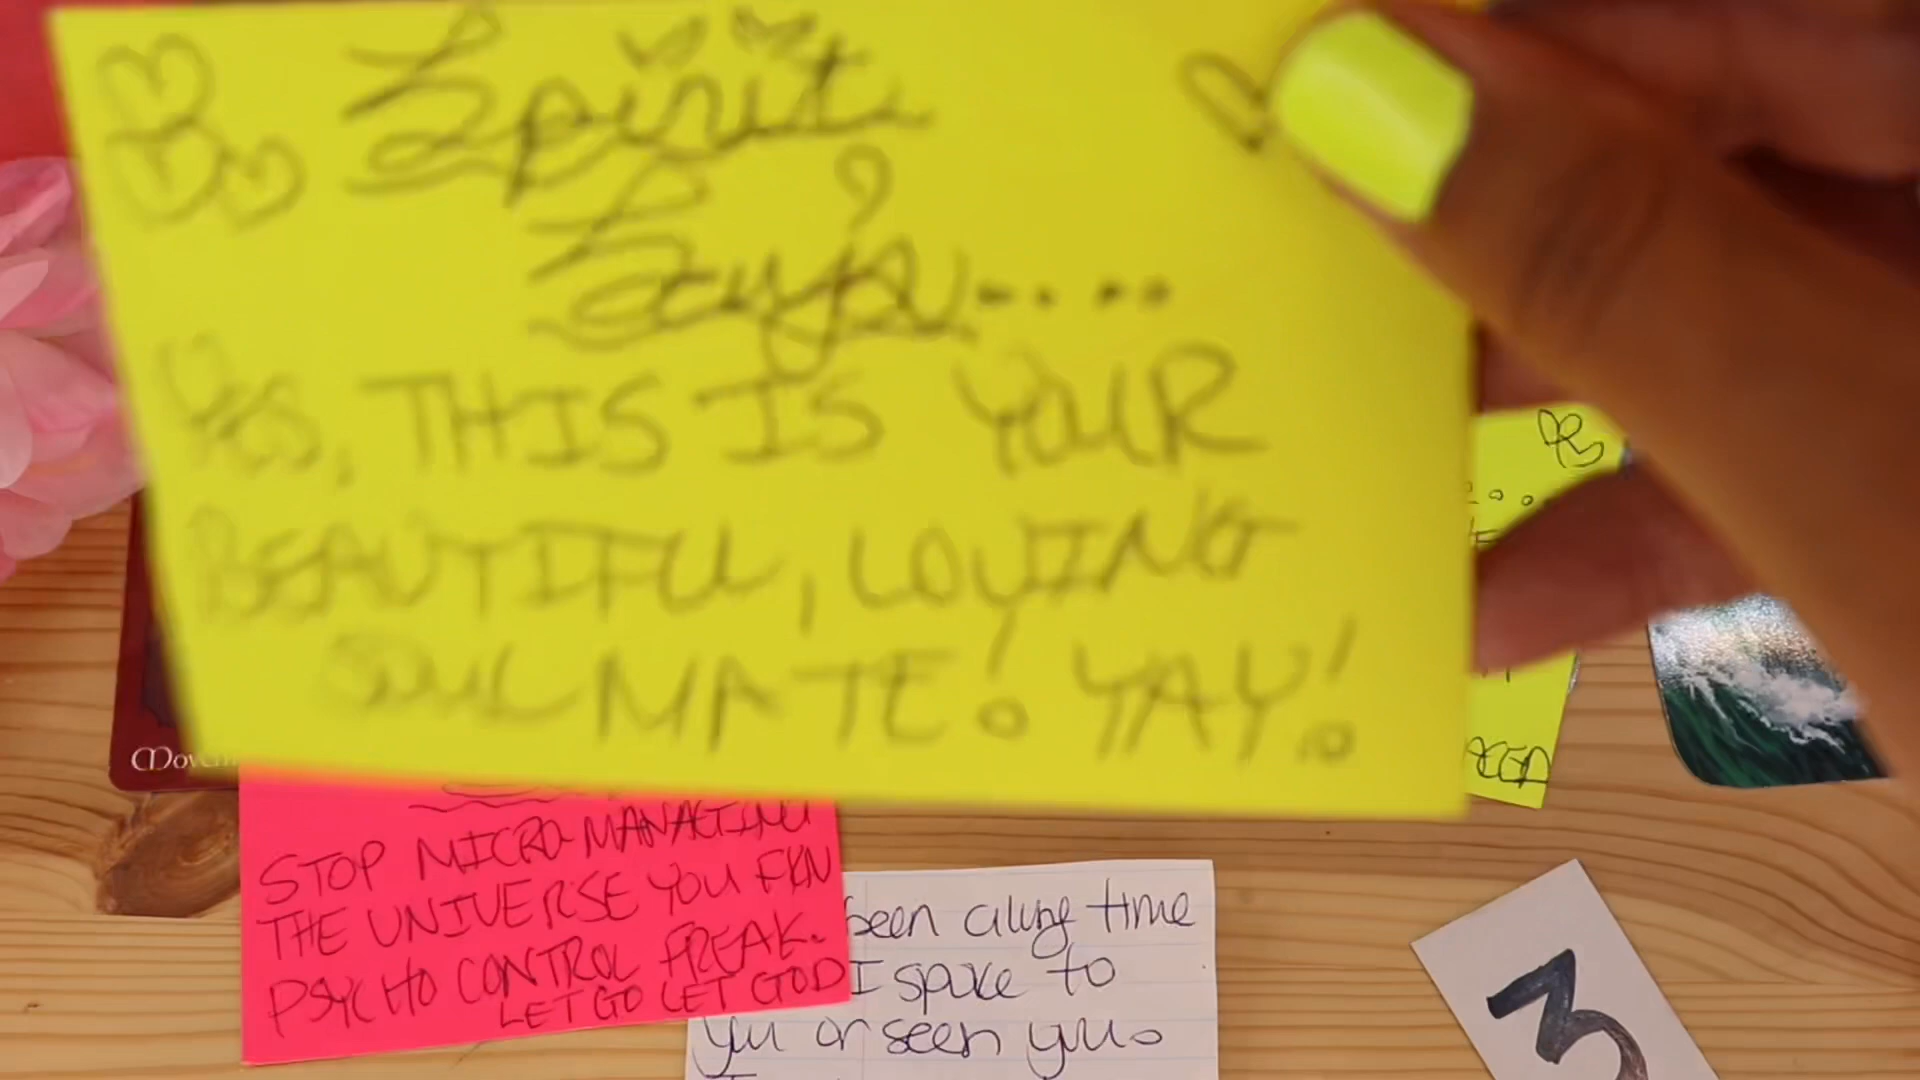 Spirit
Says....
Yes, THIS IS YOUR
BEAUTIFUL, LOVING
SOULMATE! YAY!
Movem
STOP MICRO-MANAGING
THE UNIVERSE YOU FKN
PSYCHO CONTROL FREAK.
LET GO LET GOD
been along time
I spoke to
you or seen you.
3